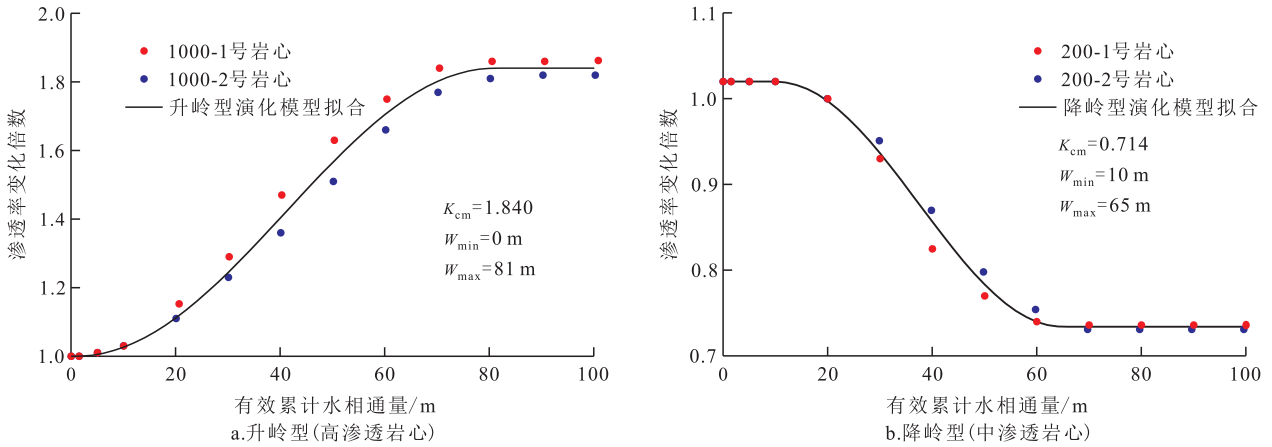 2.0
1.8
1.6
1.4
1.2
1.0
渗透率变化倍数
1000-1号岩心
1000-2号岩心
升岭型演化模型拟合
Kcm=1.840
Wmin=0 m
Wmax=81 m
0 20 40 60 80 100
有效累计水相通量/m
a.升岭型(高渗透岩心)
1.1
1.0
0.9
0.8
0.7
渗透率变化倍数
200-1号岩心
200-2号岩心
降岭型演化模型拟合
Kcm=0.714
Wmin=10 m
Wmax=65 m
0 20 40 60 80 100
有效累计水相通量/m
b.降岭型(中渗透岩心)